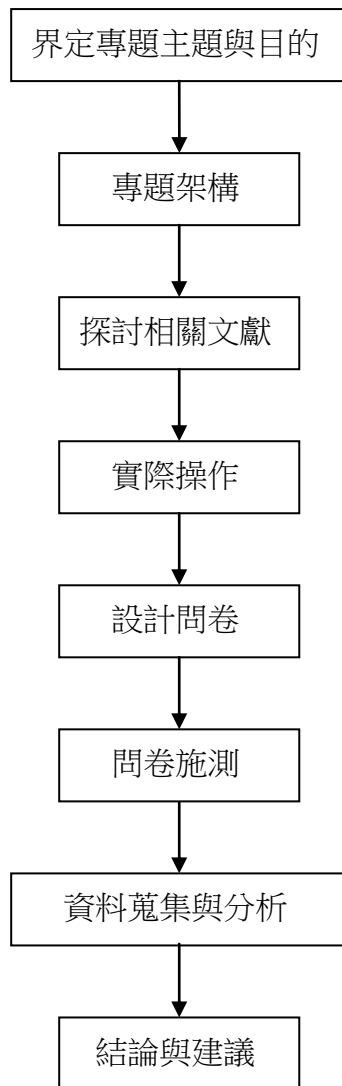 界定專題主題與目的
專題架構
探討相關文獻
實際操作
設計問卷
問卷施測
資料蒐集與分析
結論與建議